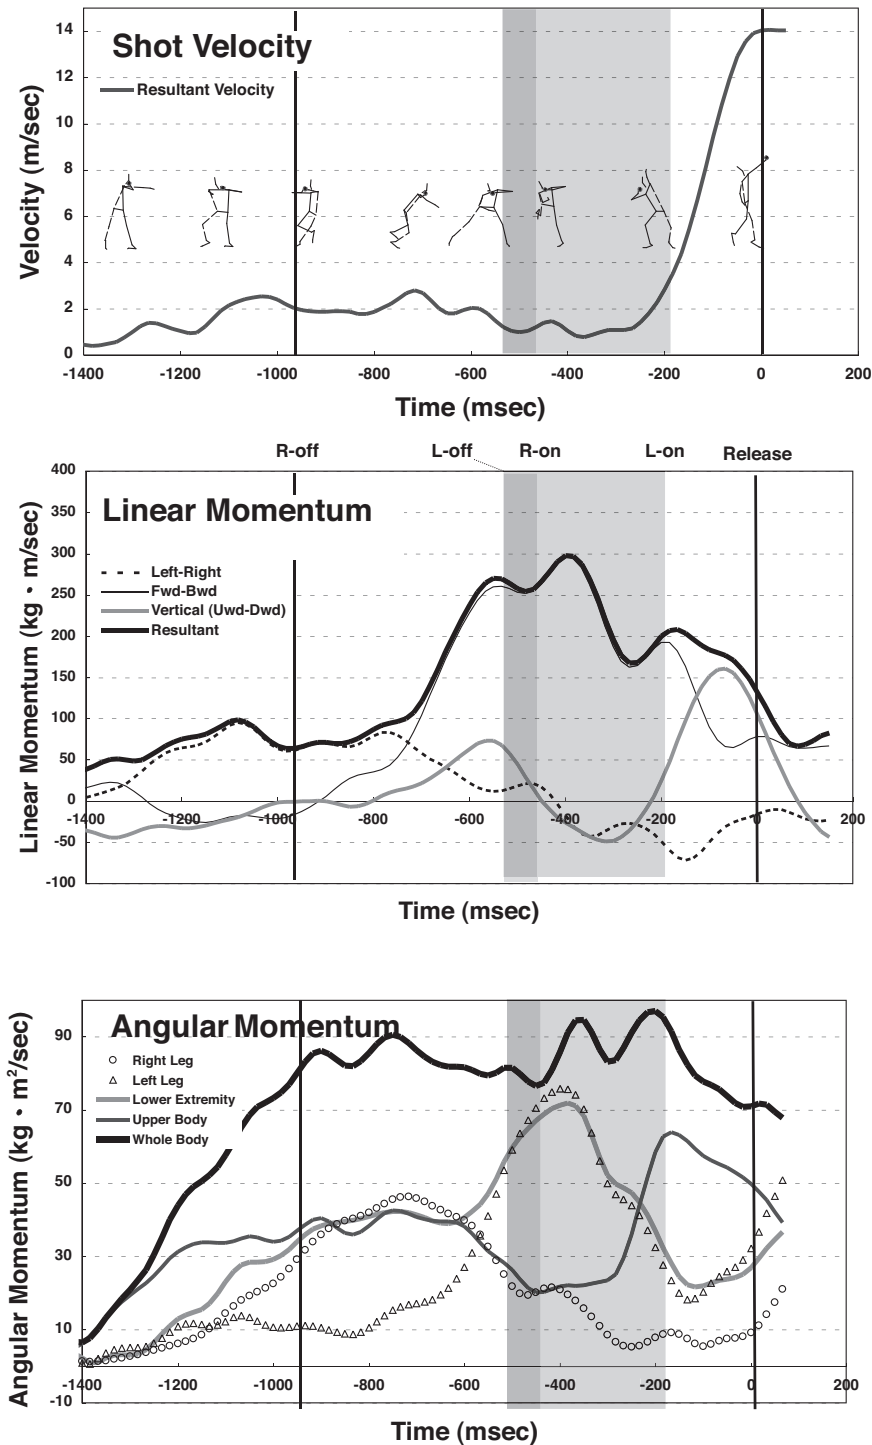 Shot Velocity
Resultant Velocity
Velocity (m/sec)
14
12
10
8
6
4
2
0
-1400 -1200 -1000 -800 -600 -400 -200 0 200
Time (msec)
R-off L-off R-on L-on Release
Linear Momentum
Left-Right
Fwd-Bwd
Vertical (Uwd-Dwd)
Resultant
Linear Momentum (kg • m/sec)
400
350
300
250
200
150
100
50
0
-50
-100
-1400 -1200 -1000 -800 -600 -400 -200 0 200
Time (msec)
Angular Momentum
Right Leg
Left Leg
Lower Extremity
Upper Body
Whole Body
Angular Momentum (kg • m²/sec)
90
70
50
30
10
-10
-1400 -1200 -1000 -800 -600 -400 -200 0 200
Time (msec)